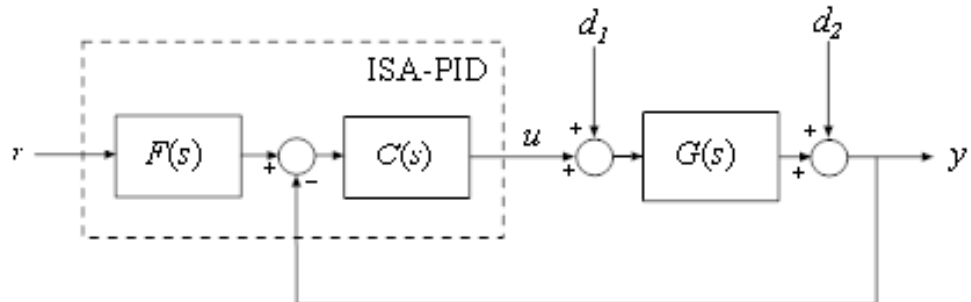 d1
d2
ISA-PID
r
F(s)
+
−
C(s)
u
+
+
G(s)
+
+
y